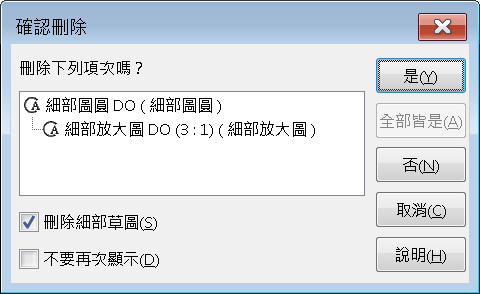 確認刪除
刪除下列項次嗎？
細部圖圓 DO ( 細部圖圓 )
細部放大圖 DO (3 : 1) ( 細部放大圖 )
刪除細部草圖(S)
不要再次顯示(D)
是(Y)
全部皆是(A)
否(N)
取消(C)
說明(H)